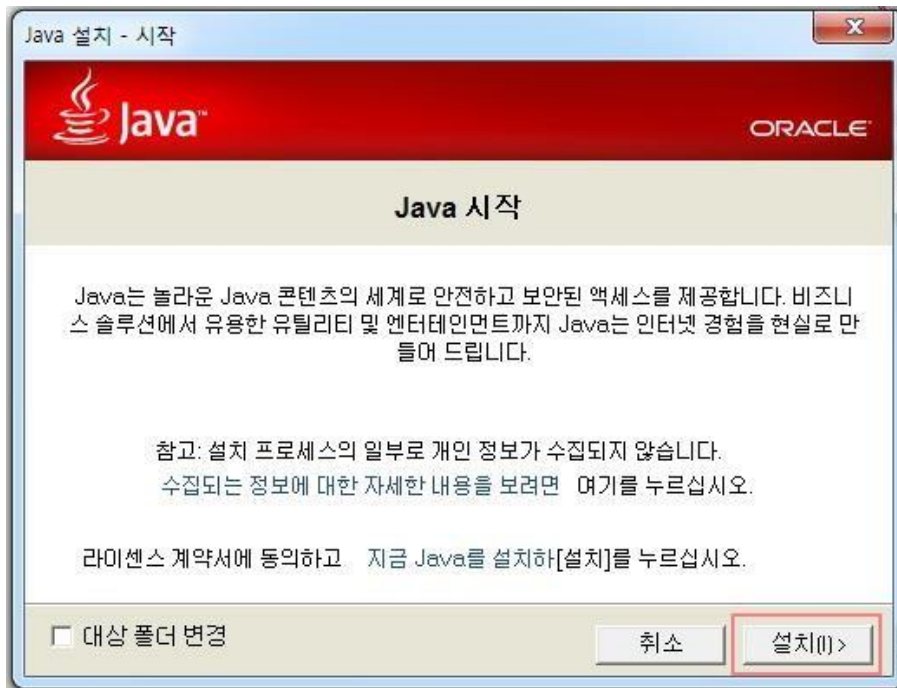 Java 설치 - 시작
Java™
ORACLE
Java 시작
Java는 놀라운 Java 콘텐츠의 세계로 안전하고 보안된 액세스를 제공합니다. 비즈니
스 솔루션에서 유용한 유틸리티 및 엔터테인먼트까지 Java는 인터넷 경험을 현실로 만
들어 드립니다.
참고: 설치 프로세스의 일부로 개인 정보가 수집되지 않습니다.
수집되는 정보에 대한 자세한 내용을 보려면 여기를 누르십시오.
라이센스 계약서에 동의하고 지금 Java를 설치하[설치]를 누르십시오.
대상 폴더 변경
취소
설치(I) >